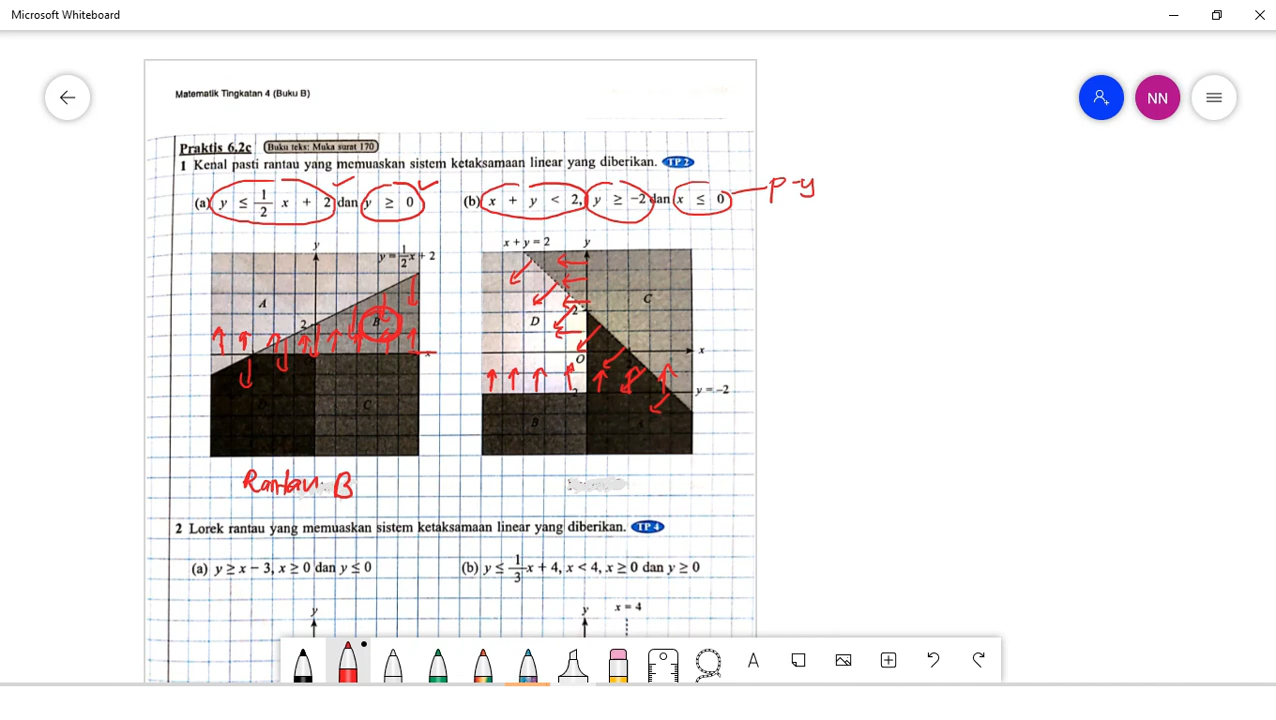 Microsoft Whiteboard
NN
Matematik Tingkatan 4 (Buku B)
Praktis 6.2c Buku teks: Muka surat 170
1 Kenal pasti rantau yang memuaskan sistem ketaksamaan linear yang diberikan. TP 2
(a) y ≤ 1/2 x + 2 dan y ≥ 0
(b) x + y < 2, y ≥ -2 dan x ≤ 0
p-y
y
y = 1/2 x + 2
A
2
B
x
C
x + y = 2
y
C
2
D
O
x
y = -2
B
Rantau B
2 Lorek rantau yang memuaskan sistem ketaksamaan linear yang diberikan. TP 4
(a) y ≥ x – 3, x ≥ 0 dan y ≤ 0
(b) y ≤ 1/3 x + 4, x < 4, x ≥ 0 dan y ≥ 0
y
y
x = 4
A